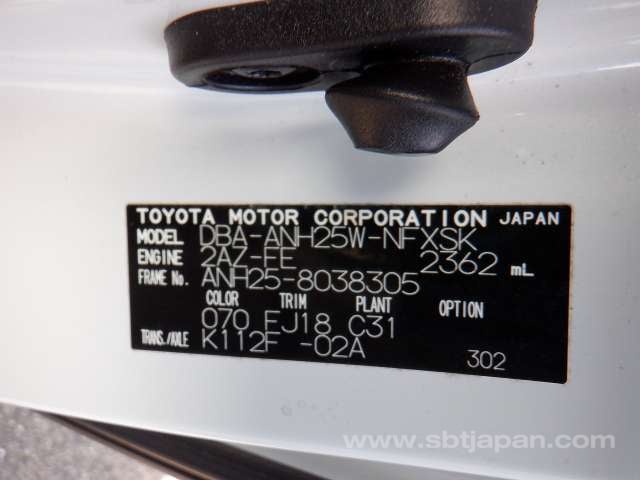 TOYOTA MOTOR CORPORATION JAPAN
MODEL DBA-ANH25W-NFXSK
ENGINE 2AZ-FE 2362 mL
FRAME No. ANH25-8038305
COLOR TRIM PLANT OPTION
070 FJ18 C31
TRANS./AXLE K112F -02A 302
www.sbtjapan.com